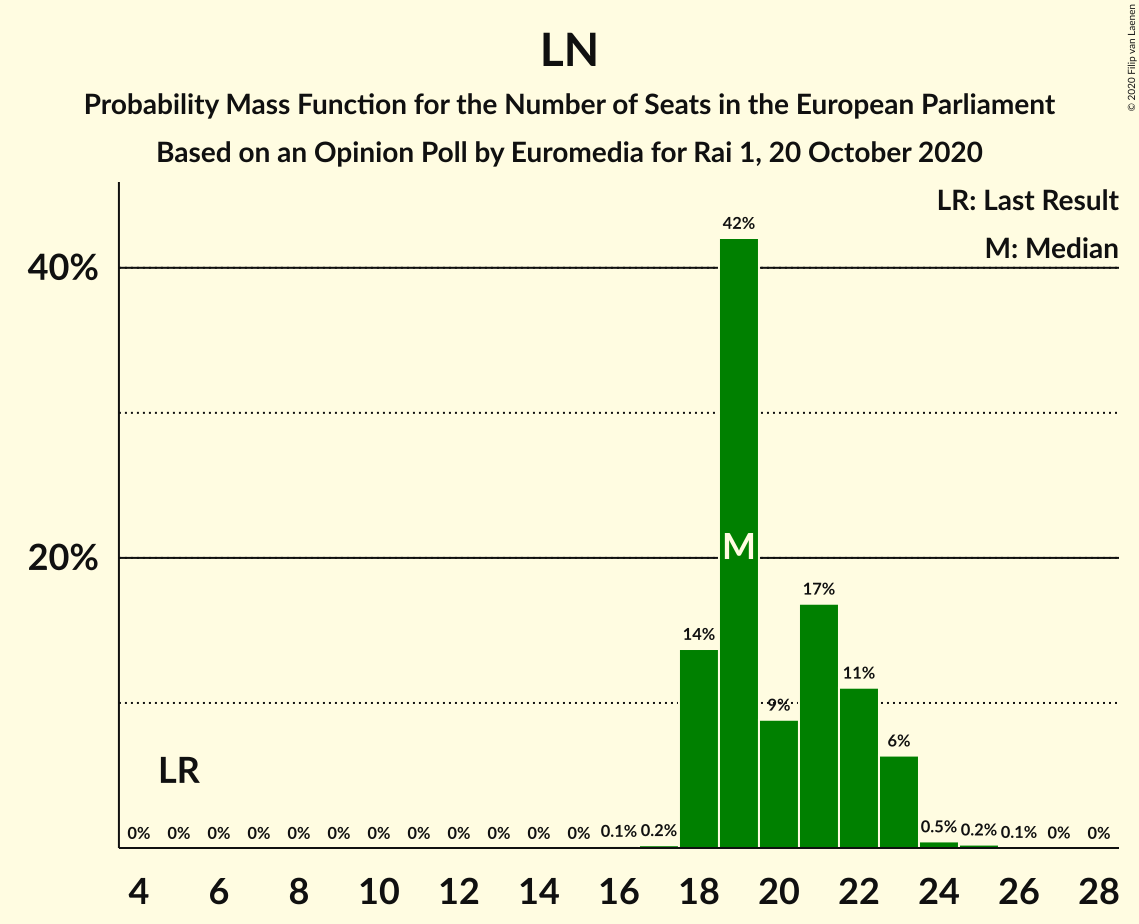 LN
Probability Mass Function for the Number of Seats in the European Parliament
Based on an Opinion Poll by Euromedia for Rai 1, 20 October 2020
© 2020 Filip van Laenen
LR: Last Result
M: Median
42%
40%
M
20%
17%
14%
11%
9%
6%
LR
0% 0% 0% 0% 0% 0% 0% 0% 0% 0% 0% 0% 0.1% 0.2% 0.5% 0.2% 0.1% 0% 0%
4 6 8 10 12 14 16 18 20 22 24 26 28